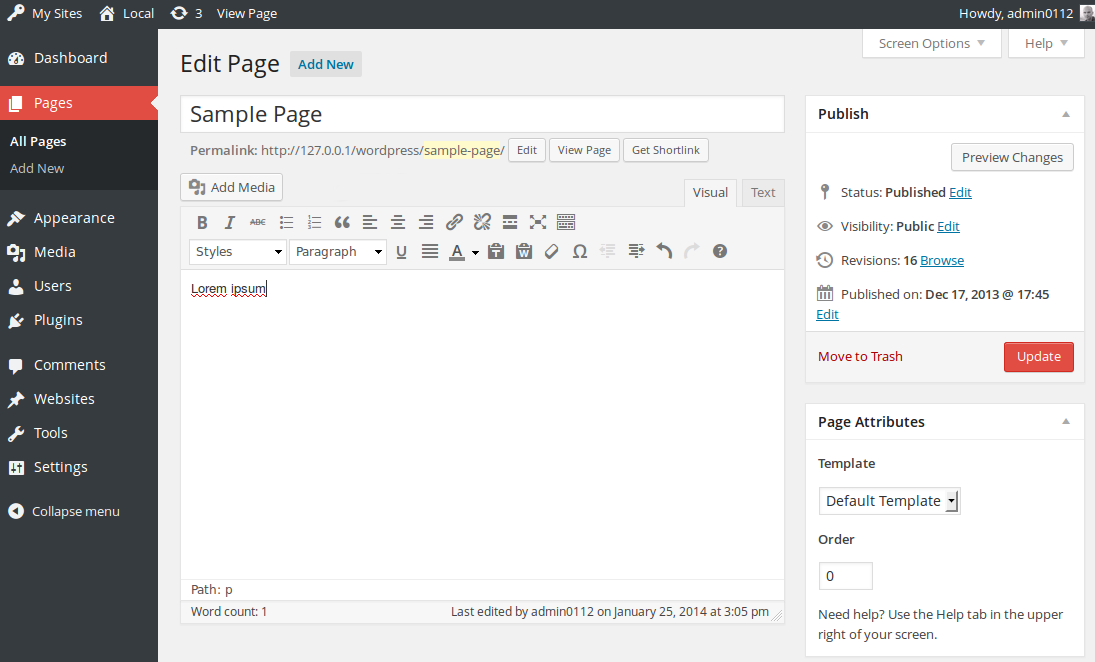 My Sites Local 3 View Page Howdy, admin0112
Screen Options Help
Dashboard
Pages
All Pages
Add New
Appearance
Media
Users
Plugins
Comments
Websites
Tools
Settings
Collapse menu
Edit Page Add New
Sample Page
Permalink: http://127.0.0.1/wordpress/sample-page/ Edit View Page Get Shortlink
Add Media Visual Text
B I ABC
Styles Paragraph U A T W Ω ?
Lorem ipsum
Path: p
Word count: 1 Last edited by admin0112 on January 25, 2014 at 3:05 pm
Publish
Preview Changes
Status: Published Edit
Visibility: Public Edit
Revisions: 16 Browse
Published on: Dec 17, 2013 @ 17:45
Edit
Move to Trash Update
Page Attributes
Template
Default Template
Order
0
Need help? Use the Help tab in the upper
right of your screen.